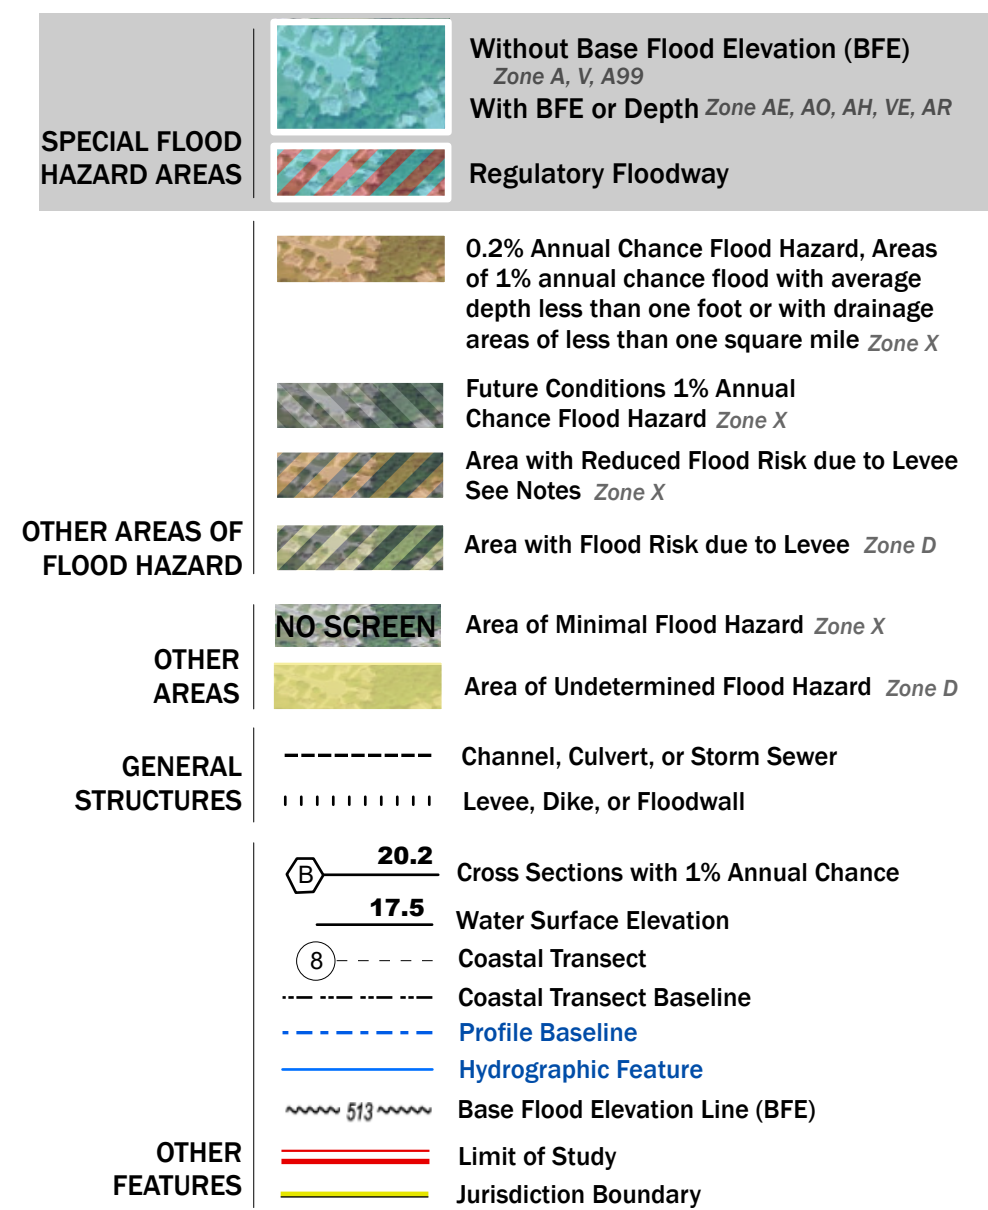 SPECIAL FLOOD
HAZARD AREAS
Without Base Flood Elevation (BFE)
Zone A, V, A99
With BFE or Depth Zone AE, AO, AH, VE, AR
Regulatory Floodway
OTHER AREAS OF
FLOOD HAZARD
0.2% Annual Chance Flood Hazard, Areas
of 1% annual chance flood with average
depth less than one foot or with drainage
areas of less than one square mile Zone X
Future Conditions 1% Annual
Chance Flood Hazard Zone X
Area with Reduced Flood Risk due to Levee
See Notes Zone X
Area with Flood Risk due to Levee Zone D
OTHER
AREAS
NO SCREEN Area of Minimal Flood Hazard Zone X
Area of Undetermined Flood Hazard Zone D
GENERAL
STRUCTURES
Channel, Culvert, or Storm Sewer
Levee, Dike, or Floodwall
OTHER
FEATURES
B 20.2 Cross Sections with 1% Annual Chance
17.5 Water Surface Elevation
8 Coastal Transect
Coastal Transect Baseline
Profile Baseline
Hydrographic Feature
513 Base Flood Elevation Line (BFE)
Limit of Study
Jurisdiction Boundary